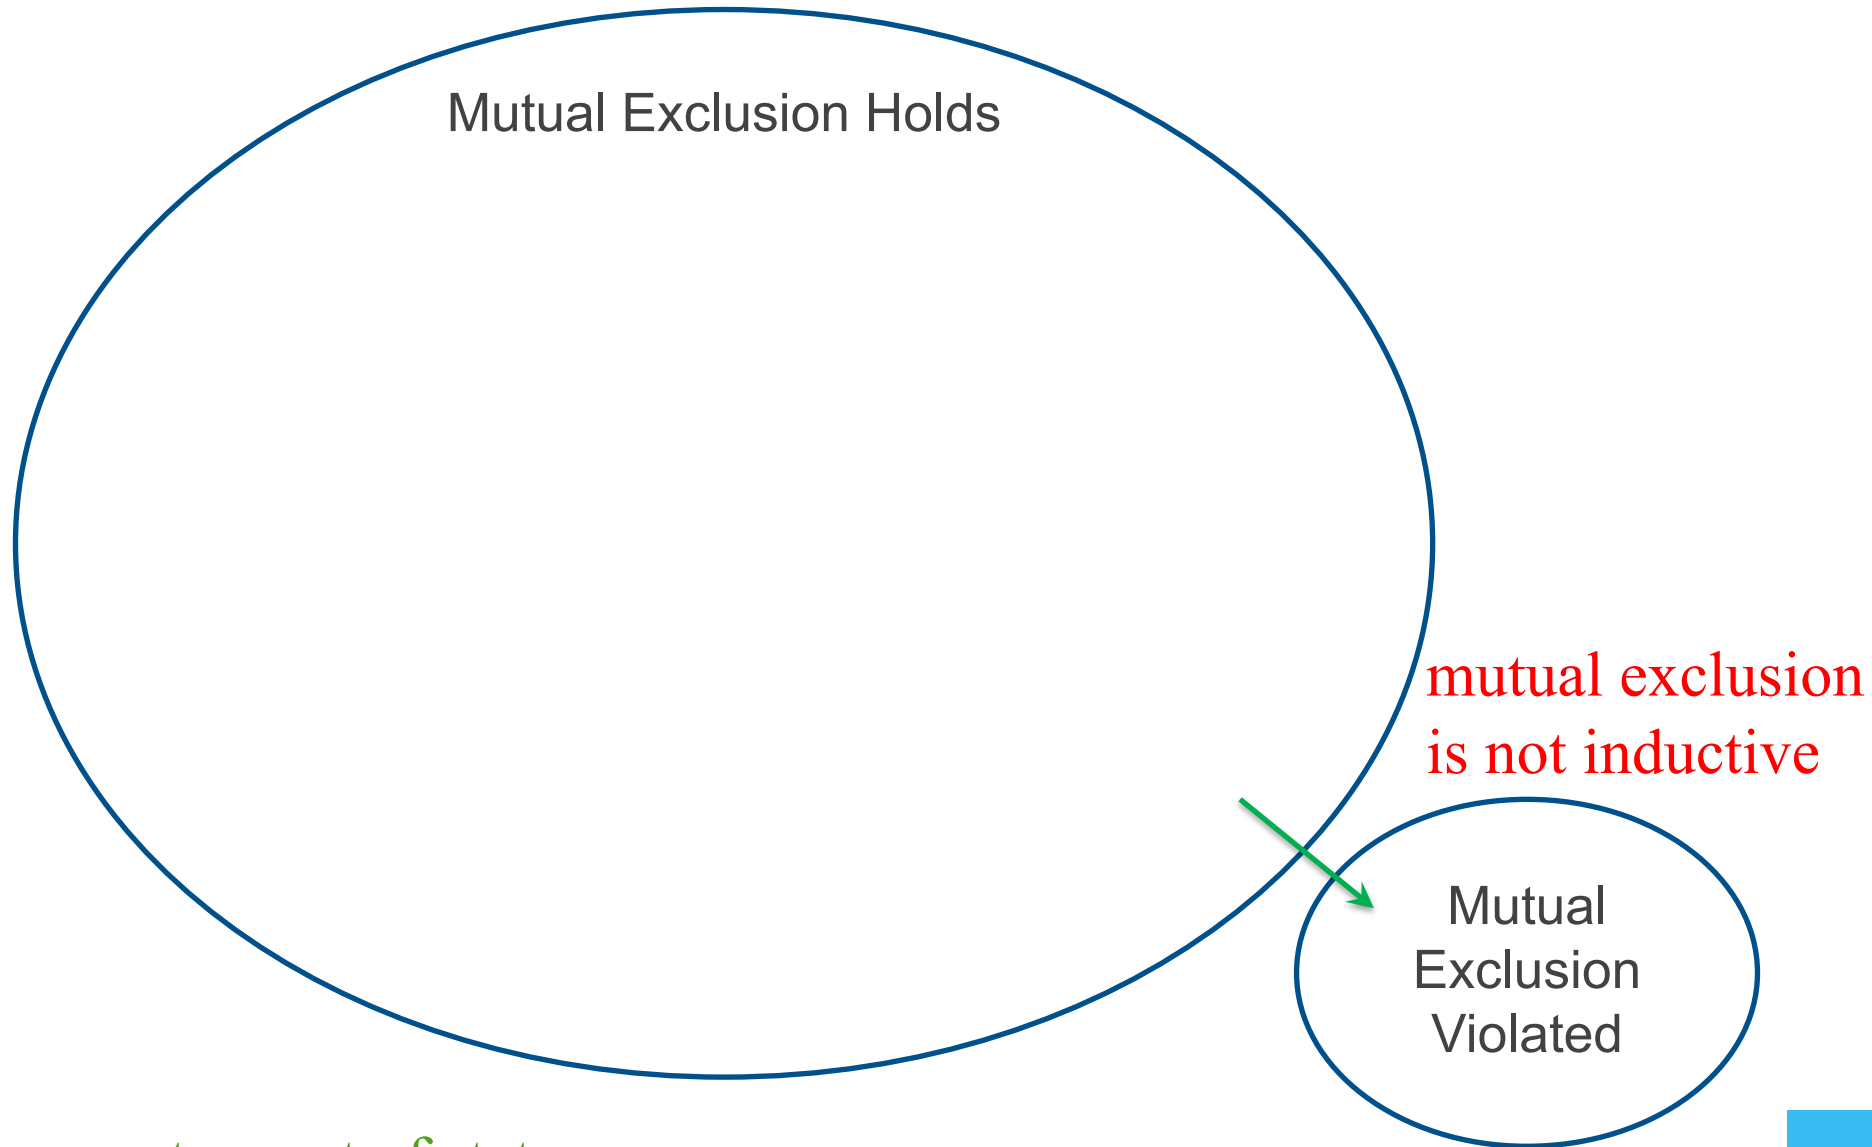 Mutual Exclusion Holds
mutual exclusion
is not inductive
Mutual
Exclusion
Violated